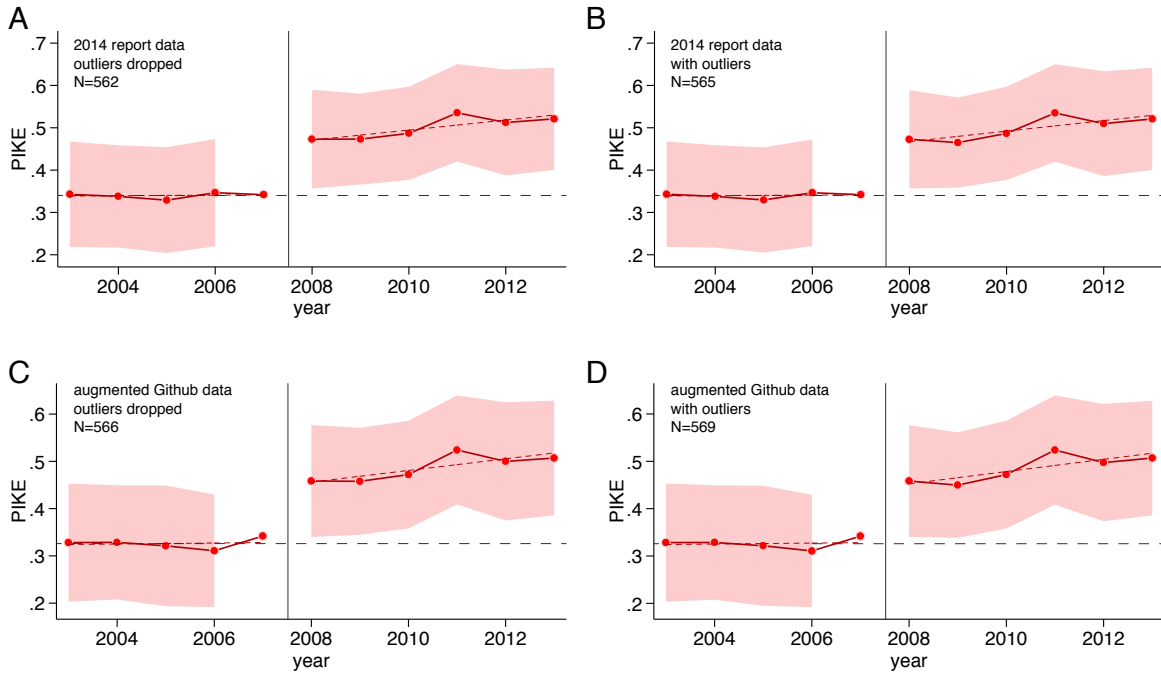 A
2014 report data
outliers dropped
N=562
PIKE
.7
.6
.5
.4
.3
.2
2004 2006 2008 2010 2012
year
B
2014 report data
with outliers
N=565
PIKE
.7
.6
.5
.4
.3
.2
2004 2006 2008 2010 2012
year
C
augmented Github data
outliers dropped
N=566
PIKE
.6
.5
.4
.3
.2
2004 2006 2008 2010 2012
year
D
augmented Github data
with outliers
N=569
PIKE
.6
.5
.4
.3
.2
2004 2006 2008 2010 2012
year